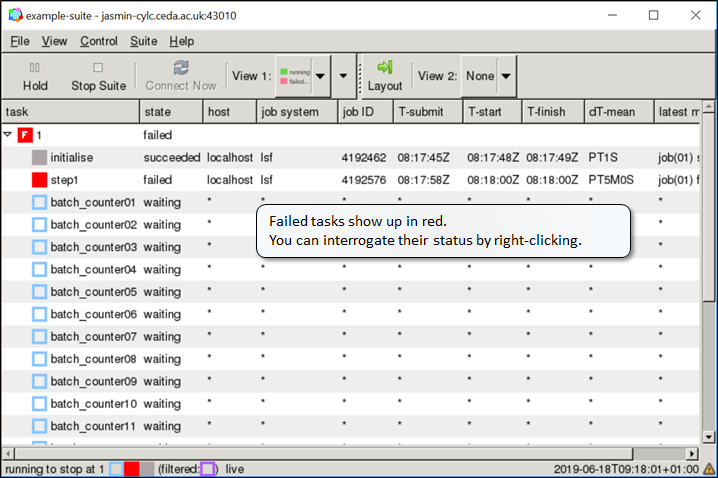 example-suite - jasmin-cylc.ceda.ac.uk:43010
File View Control Suite Help
Hold Stop Suite Connect Now View 1: running failed... Layout View 2: None
task state host job system job ID T-submit T-start T-finish dT-mean latest m
F 1 failed
initialise succeeded localhost lsf 4192462 08:17:45Z 08:17:48Z 08:17:49Z PT1S job(01) s
step1 failed localhost lsf 4192576 08:17:58Z 08:18:00Z 08:18:00Z PT5M0S job(01) f
batch_counter01 waiting * * * * * * * *
batch_counter02 waiting * *
Failed tasks show up in red.
You can interrogate their status by right-clicking.
batch_counter03 waiting * *
batch_counter04 waiting * * * * * * * *
batch_counter05 waiting * * * * * * * *
batch_counter06 waiting * * * * * * * *
batch_counter07 waiting * * * * * * * *
batch_counter08 waiting * * * * * * * *
batch_counter09 waiting * * * * * * * *
batch_counter10 waiting * * * * * * * *
batch_counter11 waiting * * * * * * * *
running to stop at 1 (filtered: ) live 2019-06-18T09:18:01+01:00